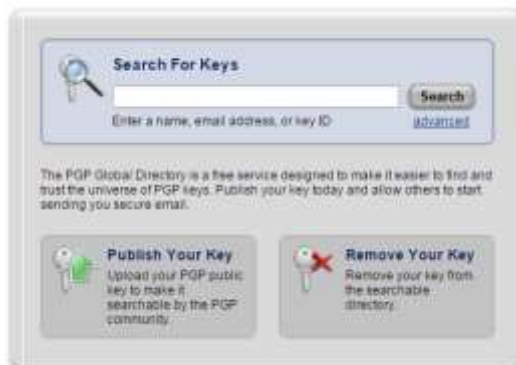 Search For Keys
Search
Enter a name, email address, or key ID
advanced
The PGP Global Directory is a free service designed to make it easier to find and
trust the universe of PGP keys. Publish your key today and allow others to start
sending you secure email.
Publish Your Key
Upload your PGP public
key to make it
searchable by the PGP
community.
Remove Your Key
Remove your key from
the searchable
directory.